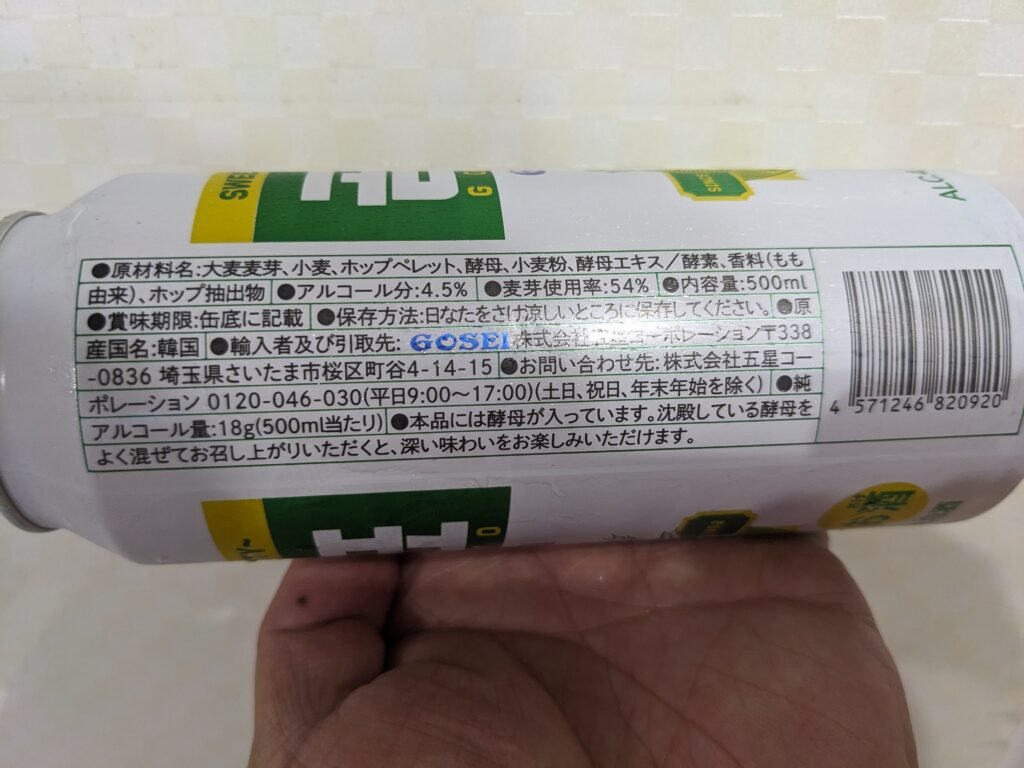 SWE
●原材料名:大麦麦芽、小麦、ホップペレット、酵母、小麦粉、酵母エキス／酵素、香料(もも
由来)、ホップ抽出物 ●アルコール分:4.5% ●麦芽使用率:54% ●内容量:500ml
●賞味期限:缶底に記載 ●保存方法:日なたをさけ涼しいところに保存してください。●原
産国名:韓国 ●輸入者及び引取先: GOSEI 株式会社五星コーポレーション〒338
-0836 埼玉県さいたま市桜区町谷4-14-15 ●お問い合わせ先: 株式会社五星コー
ポレーション 0120-046-030(平日9:00～17:00)(土日、祝日、年末年始を除く) ●純
アルコール量:18g(500ml当たり) ●本品には酵母が入っています。沈殿している酵母を
よく混ぜてお召し上がりいただくと、深い味わいをお楽しみいただけます。
4 571246 820920